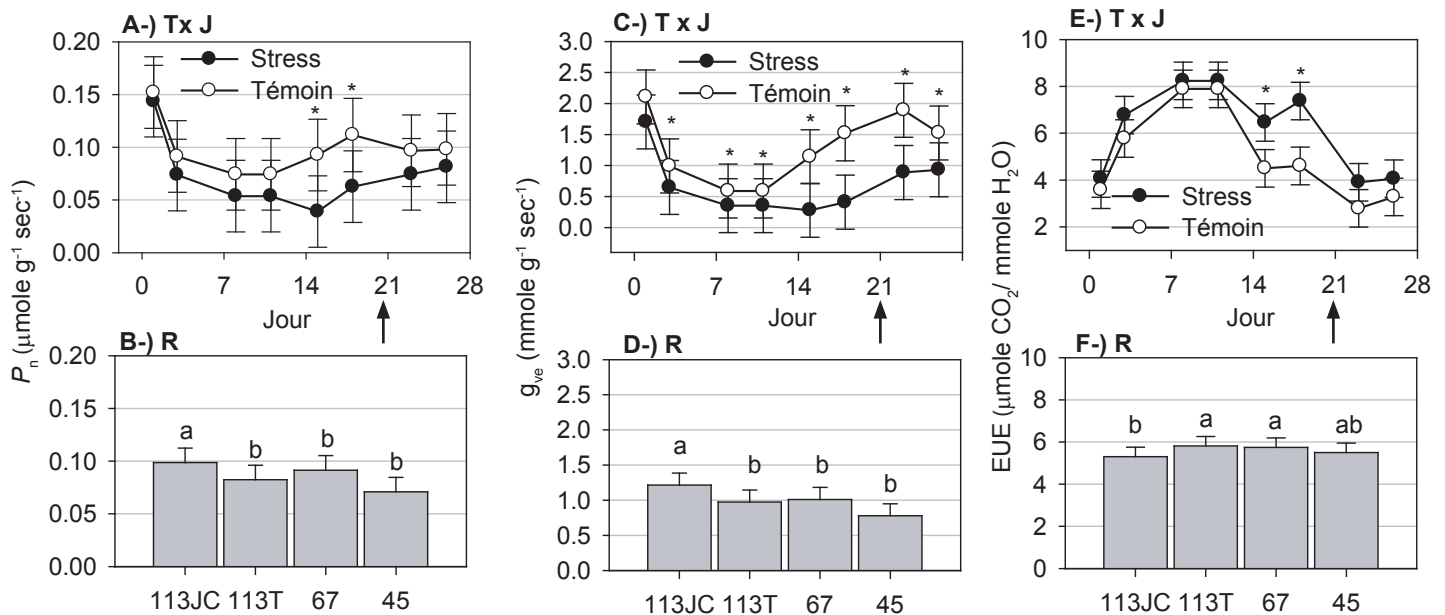 A-) Tx J
0.20
0.15
0.10
0.05
0.00
Stress
Témoin
* *
0 7 14 21 28
Jour
Pn (µmole g-1 sec-1)
B-) R
0.20
0.15
0.10
0.05
0.00
a b b b
113JC 113T 67 45
C-) T x J
3.0
2.5
2.0
1.5
1.0
0.5
0.0
Stress
Témoin
* * * * * * *
0 7 14 21
Jour
gve (mmole g-1 sec-1)
D-) R
3.0
2.5
2.0
1.5
1.0
0.5
0.0
a b b b
113JC 113T 67 45
E-) T x J
10
8
6
4
2
* *
Stress
Témoin
0 7 14 21 28
Jour
EUE (µmole CO2/ mmole H2O)
F-) R
10
8
6
4
2
0
b a a ab
113JC 113T 67 45